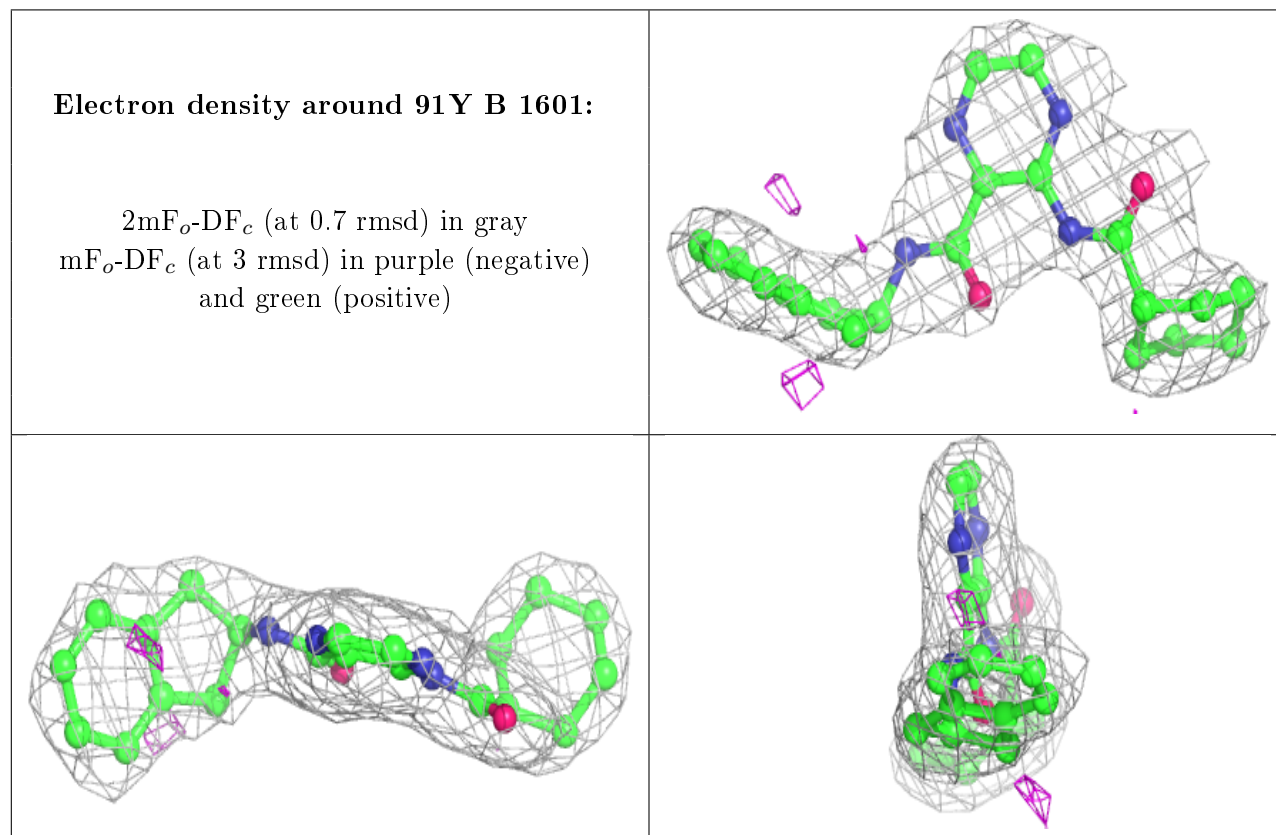 Electron density around 91Y B 1601:
2mFo-DFc (at 0.7 rmsd) in gray
mFo-DFc (at 3 rmsd) in purple (negative)
and green (positive)